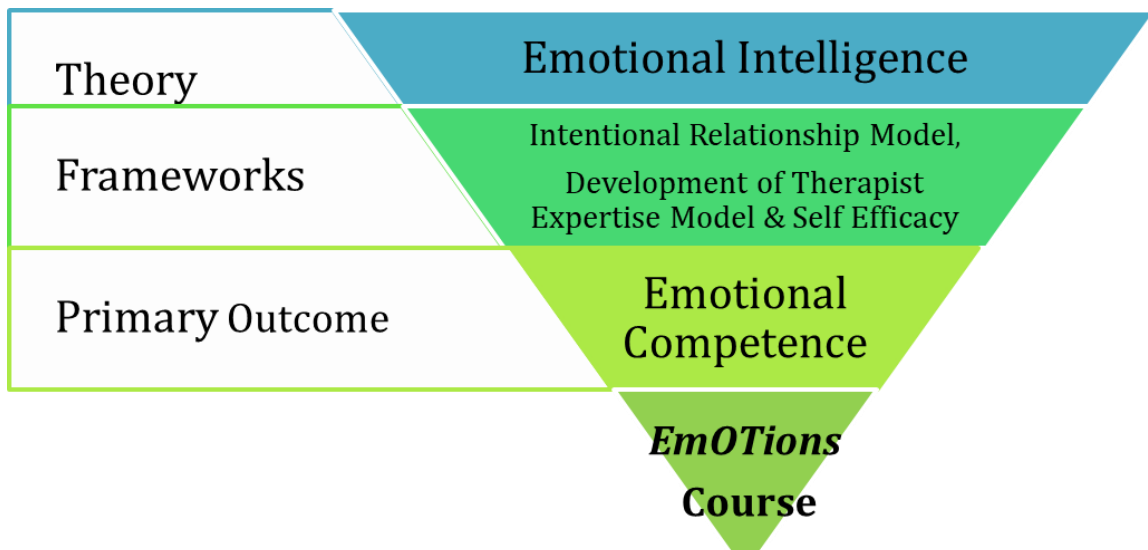 Theory
Emotional Intelligence
Frameworks
Intentional Relationship Model,
Development of Therapist
Expertise Model & Self Efficacy
Primary Outcome
Emotional
Competence
EmOTions
Course